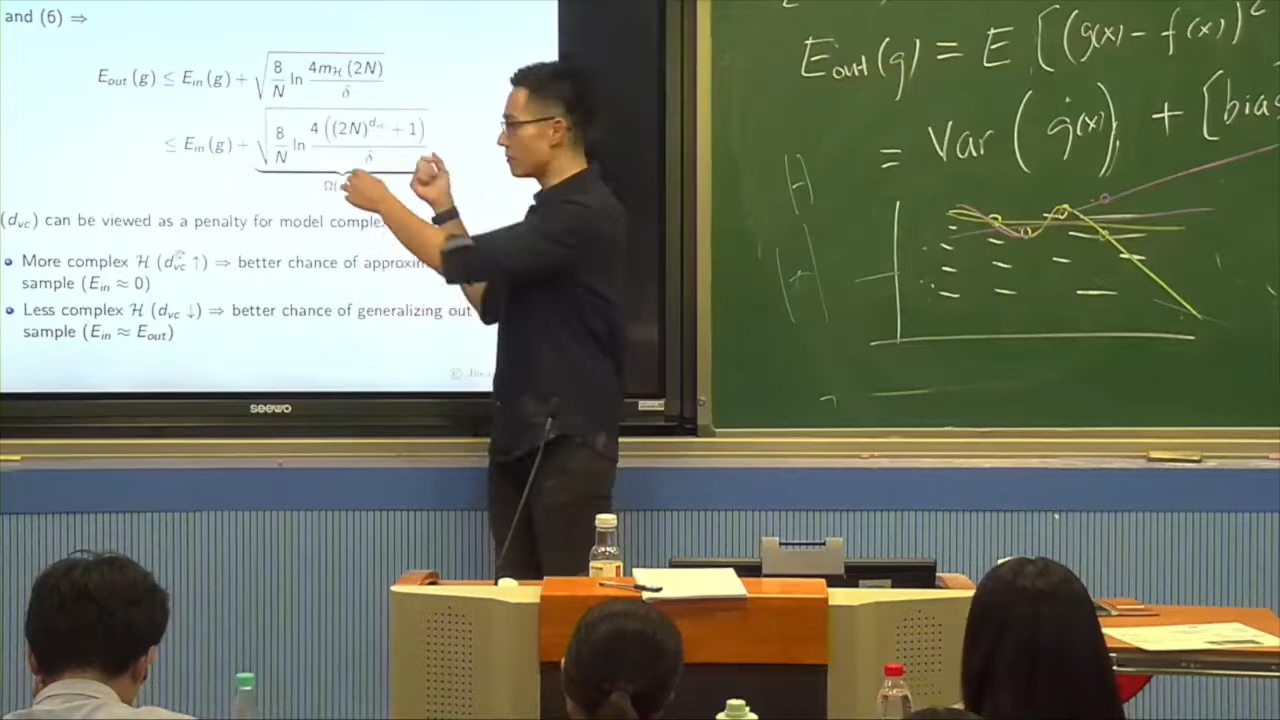 and (6) ⇒
E_out (g) ≤ E_in (g) + √(8/N ln 4m_H (2N)/δ)
≤ E_in (g) + √(8/N ln 4((2N)^d_vc + 1)/δ)
(d_vc) can be viewed as a penalty for model
• More complex H (d_vc ↑) ⇒ better chance of
sample (E_in ≈ 0)
• Less complex H (d_vc ↓) ⇒ better chance of generalizing out
sample (E_in ≈ E_out)
seewo
E_out(g) = E [(g(x) - f(x))^2
= Var (g(x)) + [bias
H